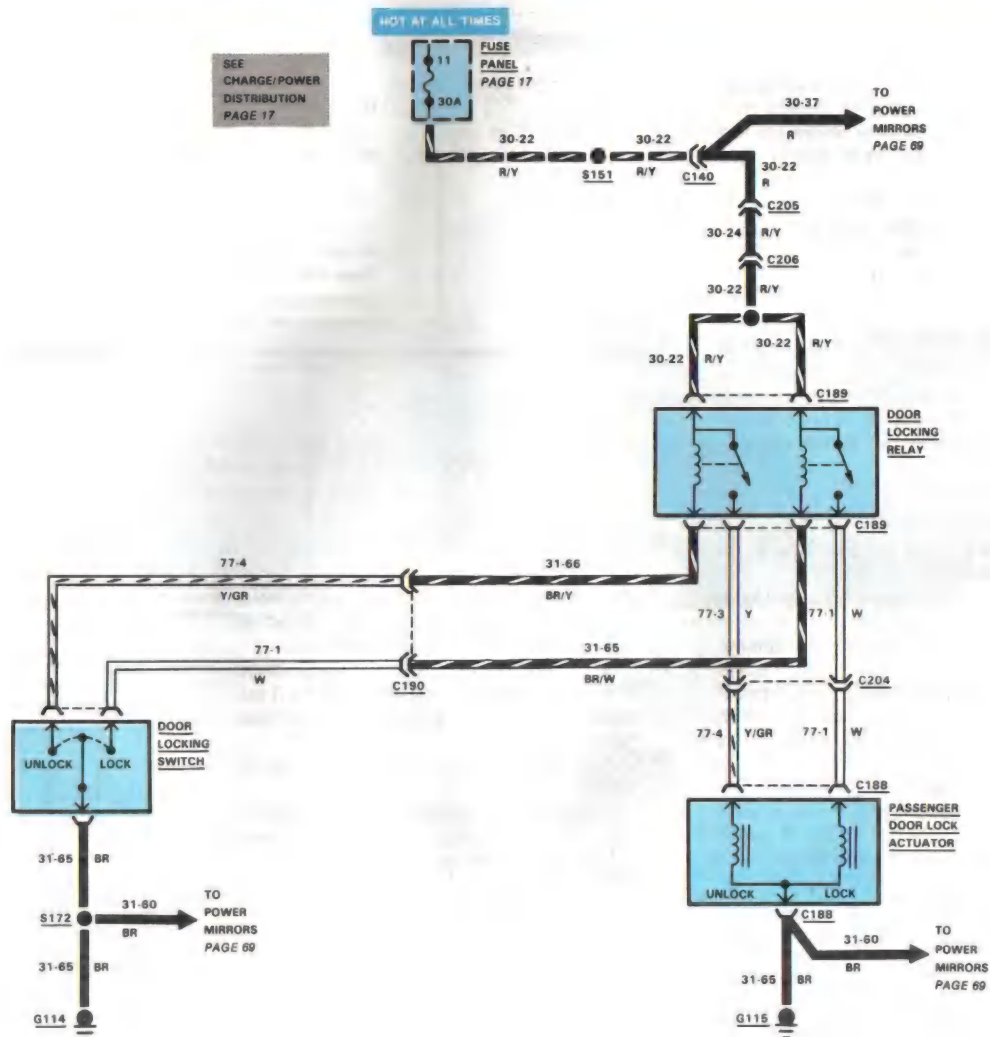 HOT AT ALL TIMES
SEE
CHARGE/POWER
DISTRIBUTION
PAGE 17
11
30A
FUSE
PANEL
PAGE 17
30-22
R/Y
S151
30-22
R/Y
C140
30-37
R
TO
POWER
MIRRORS
PAGE 69
30-22
R
C205
30-24
R/Y
C206
30-22
R/Y
30-22
R/Y
30-22
R/Y
C189
DOOR
LOCKING
RELAY
C189
77-4
Y/GR
31-66
BR/Y
77-3
Y
77-1
W
77-1
W
C190
31-65
BR/W
C204
77-4
Y/GR
77-1
W
UNLOCK
LOCK
DOOR
LOCKING
SWITCH
C188
PASSENGER
DOOR LOCK
ACTUATOR
UNLOCK
LOCK
C188
31-65
BR
S172
31-60
BR
TO
POWER
MIRRORS
PAGE 69
31-65
BR
G114
31-60
BR
TO
POWER
MIRRORS
PAGE 69
31-65
BR
G115